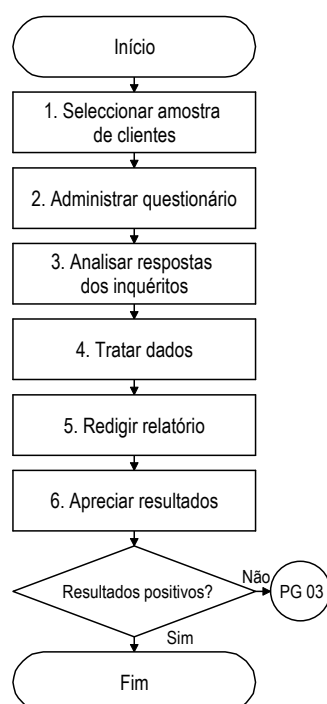 Início
1. Seleccionar amostra
de clientes
2. Administrar questionário
3. Analisar respostas
dos inquéritos
4. Tratar dados
5. Redigir relatório
6. Apreciar resultados
Resultados positivos?
Não
PG 03
Sim
Fim